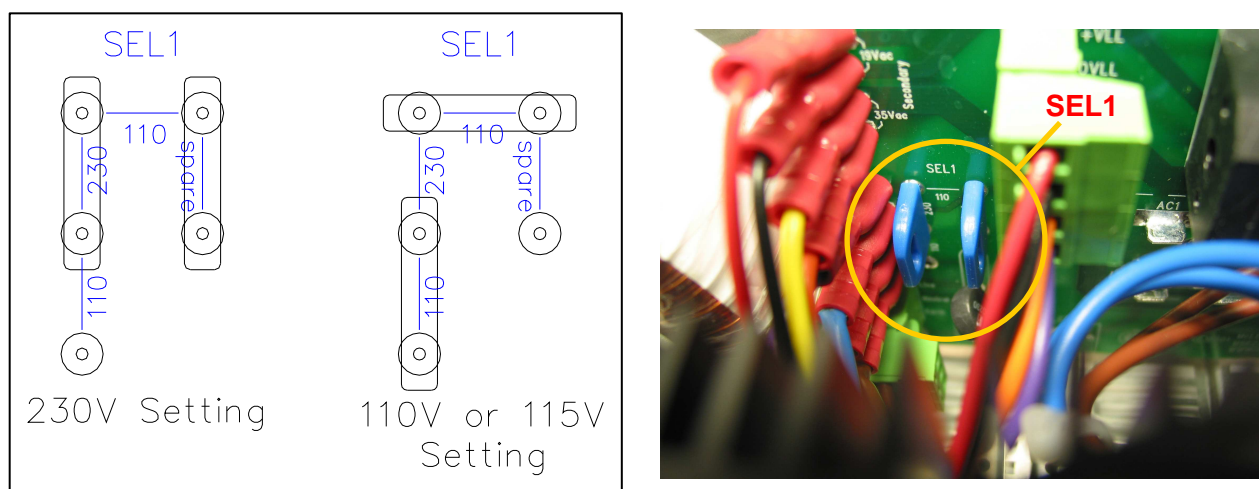 SEL1
110
230
spare
110
230V Setting
SEL1
110
230
spare
110
110V or 115V
Setting
+VLL
0VLL
19Vac
Secondary
35Vac
SEL1
SEL1
110
230
AC1